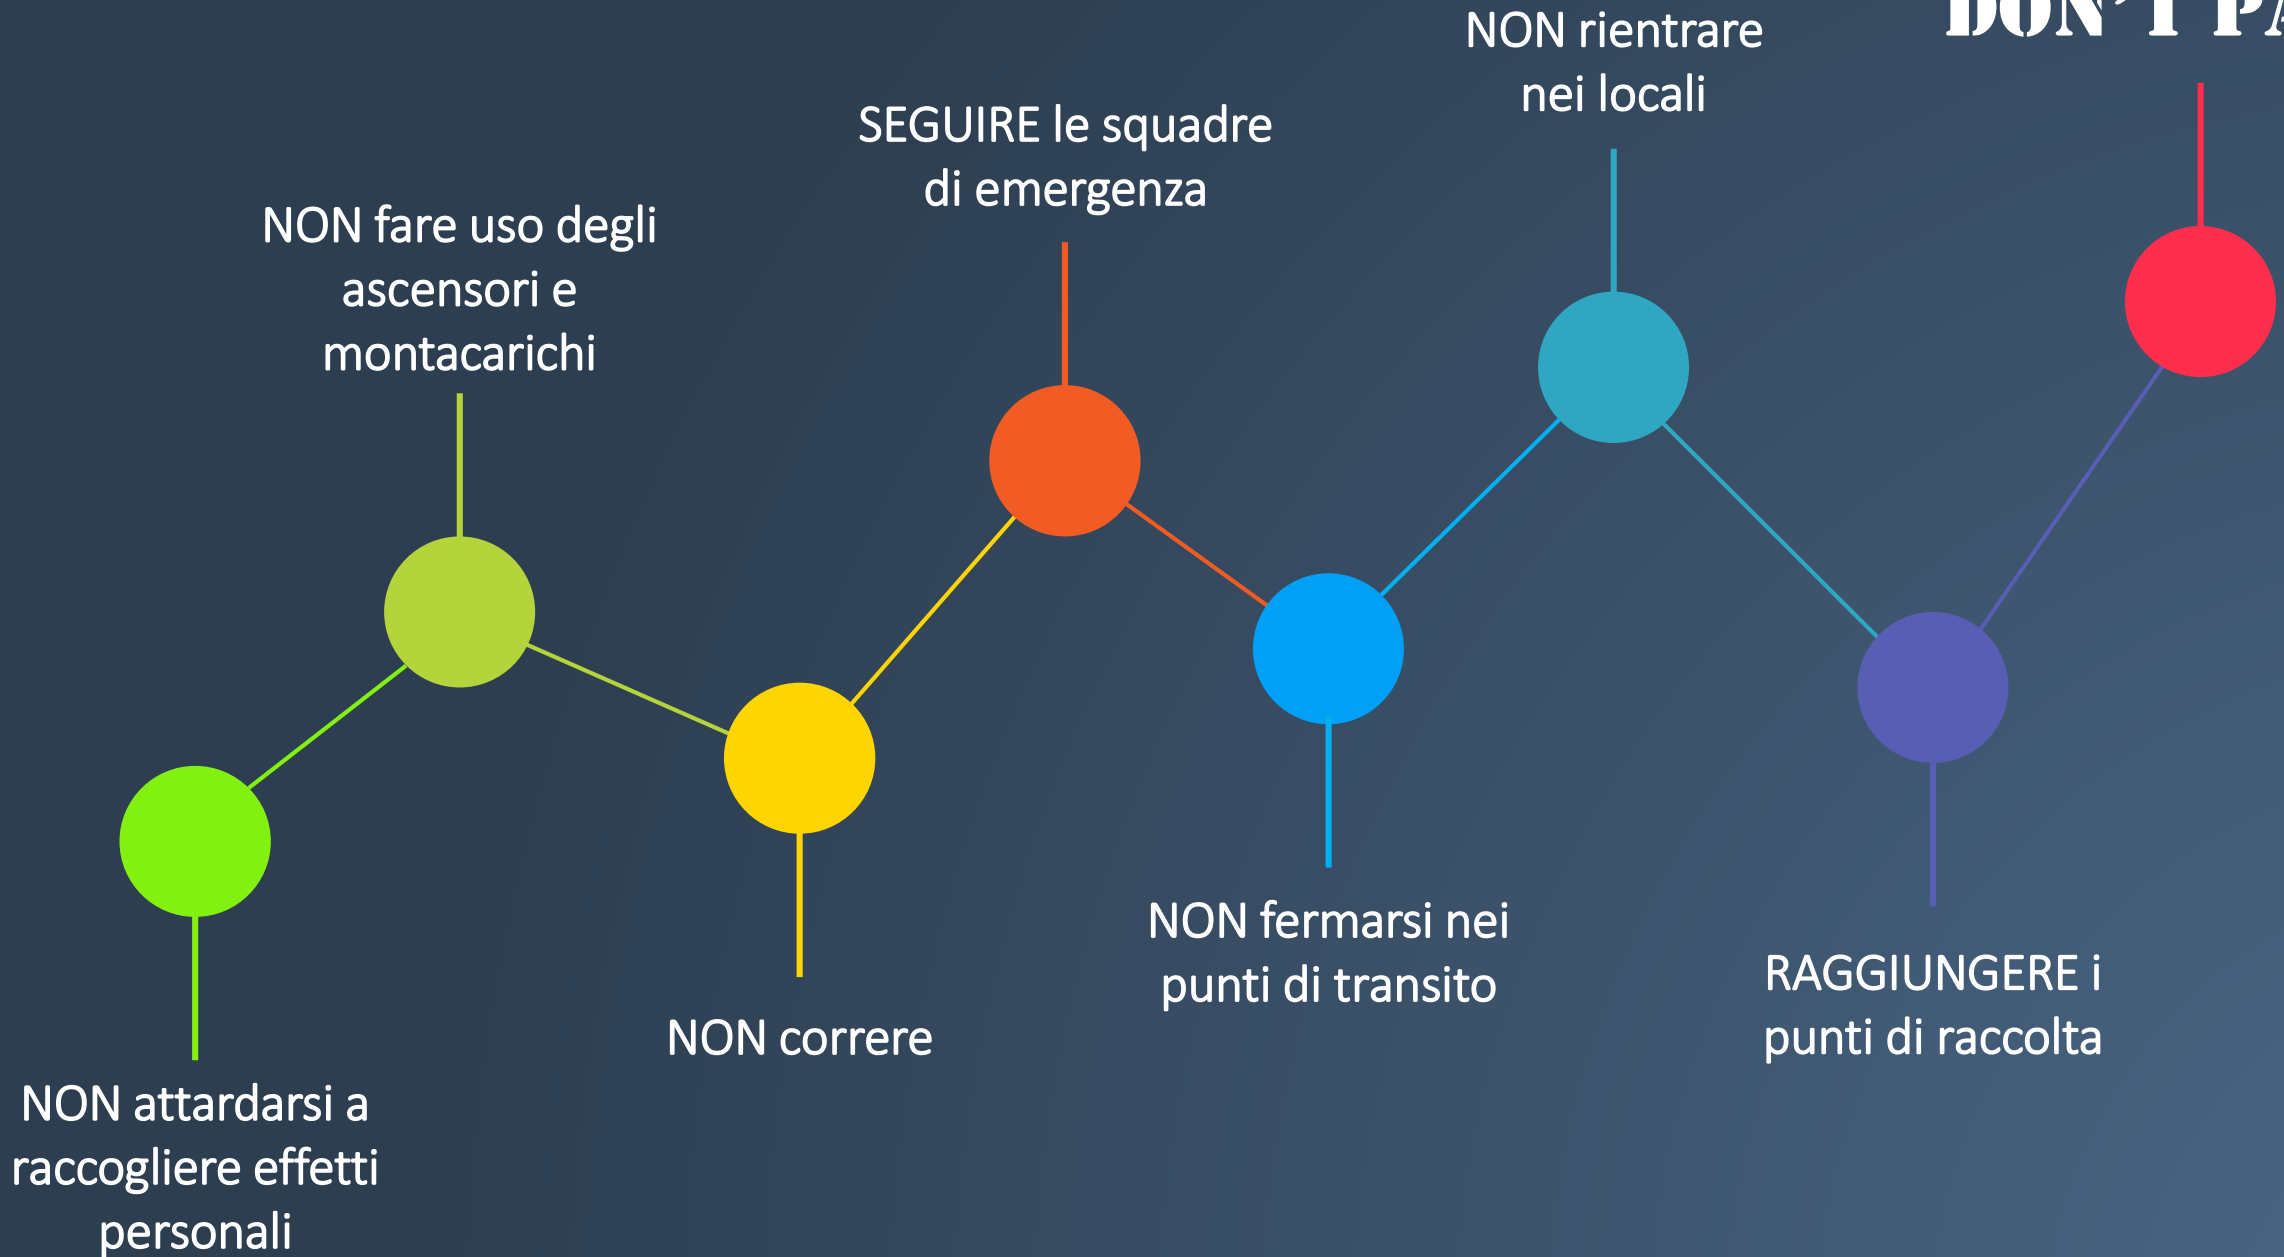 NON attardarsi a
raccogliere effetti
personali
NON fare uso degli
ascensori e
montacarichi
NON correre
SEGUIRE le squadre
di emergenza
NON fermarsi nei
punti di transito
NON rientrare
nei locali
RAGGIUNGERE i
punti di raccolta
DON'T